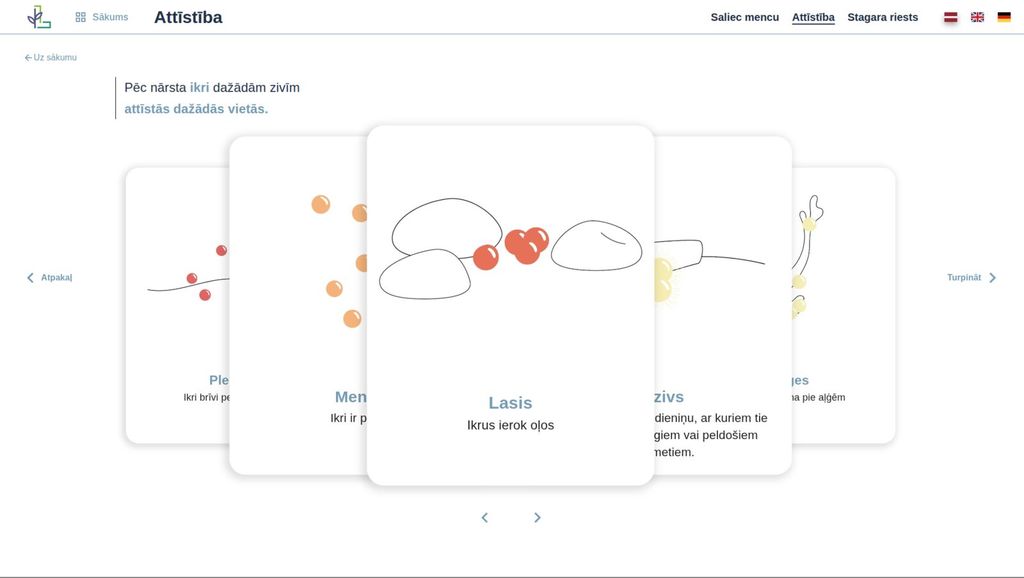 Sākums
Attīstība
Saliec mencu
Attīstība
Stagara riests
Uz sākumu
Pēc nārsta ikri dažādām zivīm
attīstās dažādās vietās.
Atpakaļ
Turpināt
Ple
Ikri brīvi pe
Men
Ikri ir p
Lasis
Ikrus ierok oļos
zivs
dieniņu, ar kuriem tie
giem vai peldošiem
metiem.
ģes
na pie aļģēm